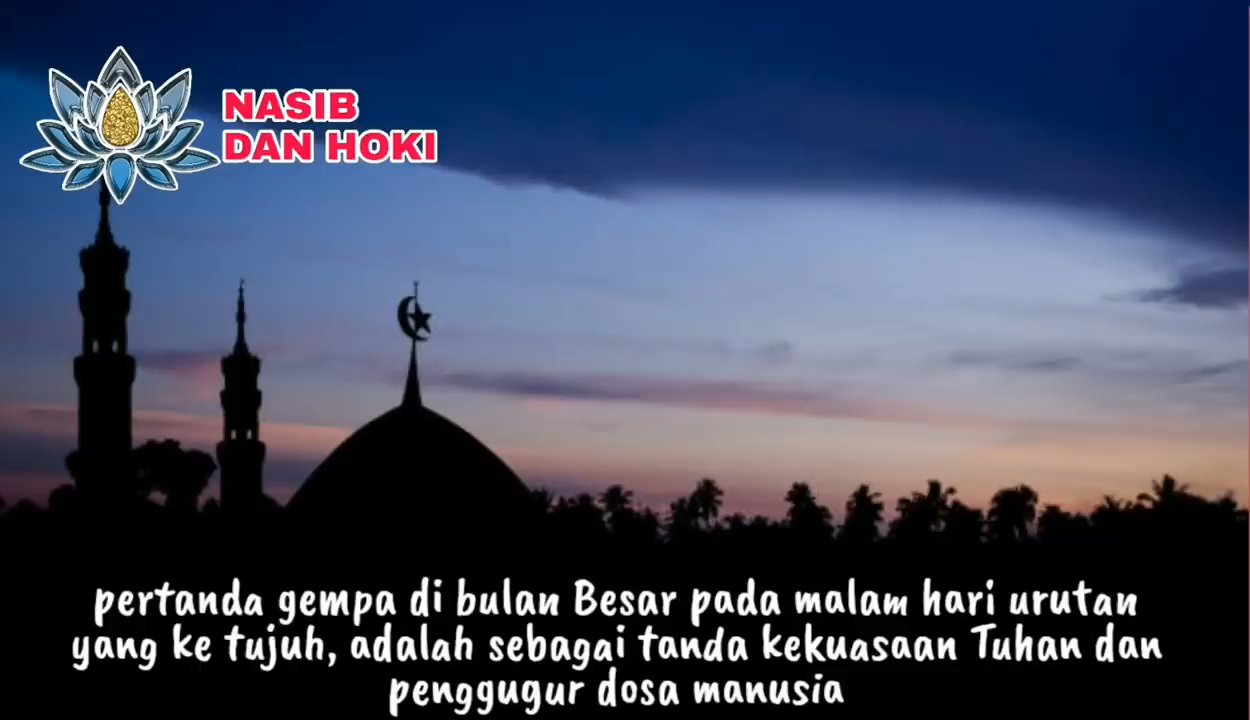 NASIB
DAN HOKI
pertanda gempa di bulan Besar pada malam hari urutan
yang ke tujuh, adalah sebagai tanda kekuasaan Tuhan dan
penggugur dosa manusia